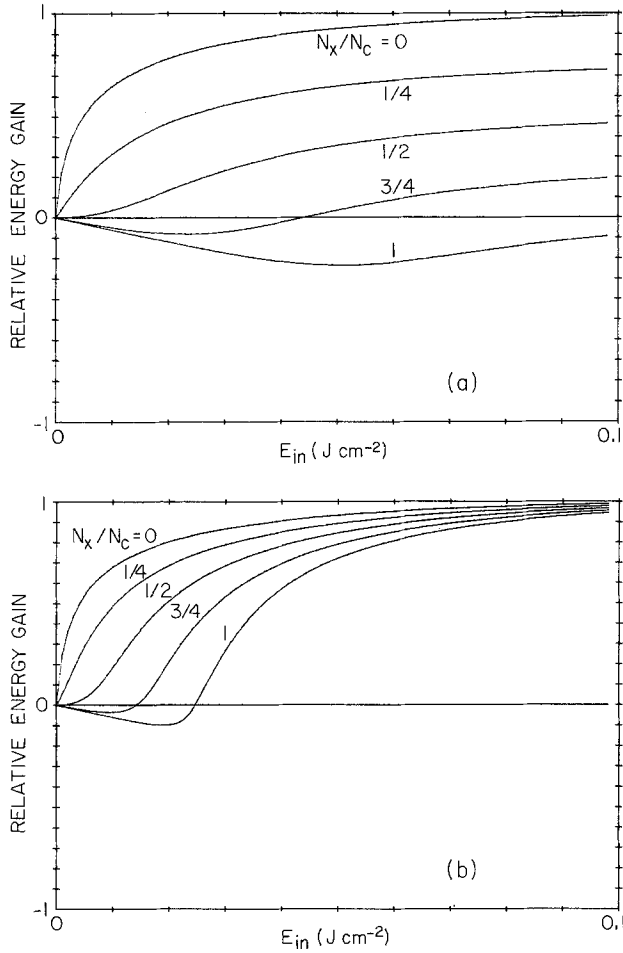 1
N_x/N_c = 0
1/4
1/2
3/4
1
0
-1
RELATIVE ENERGY GAIN
(a)
0
0.1
E_in (J cm⁻²)
1
N_x/N_c = 0
1/4
1/2
3/4
1
0
-1
RELATIVE ENERGY GAIN
(b)
0
0.
E_in (J cm⁻²)